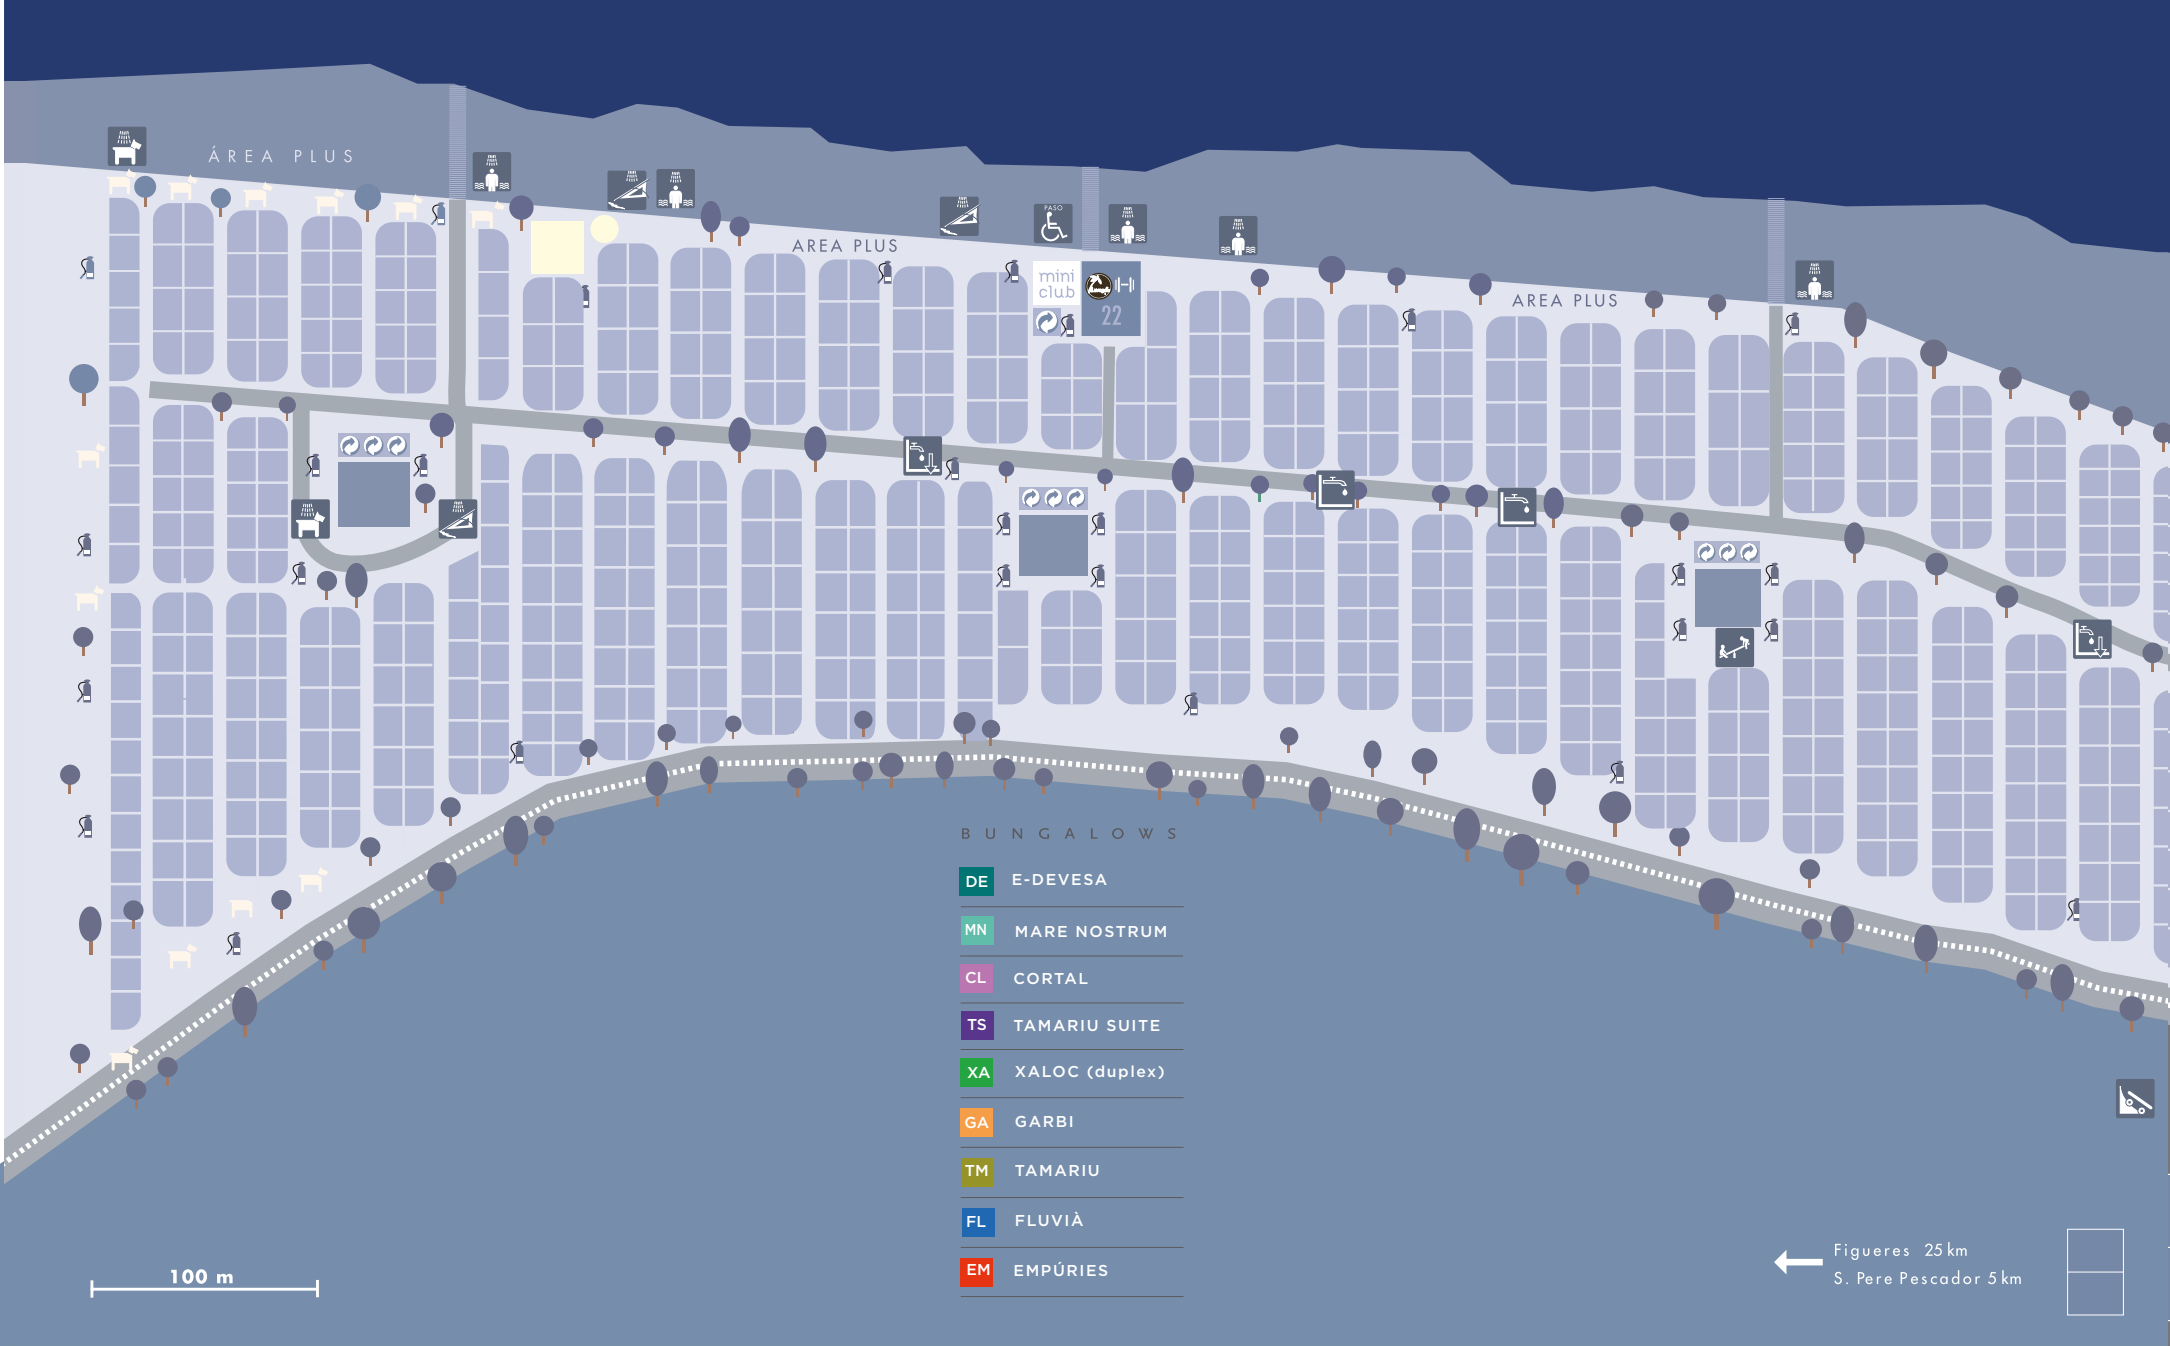 ÁREA PLUS
PASO
AREA PLUS
mini
club
22
AREA PLUS
BUNGALOWS
DE E-DEVESA
MN MARE NOSTRUM
CL CORTAL
TS TAMARIU SUITE
XA XALOC (duplex)
GA GARBI
TM TAMARIU
FL FLUVIÀ
EM EMPÚRIES
100 m
Figueres 25 km
S. Pere Pescador 5 km